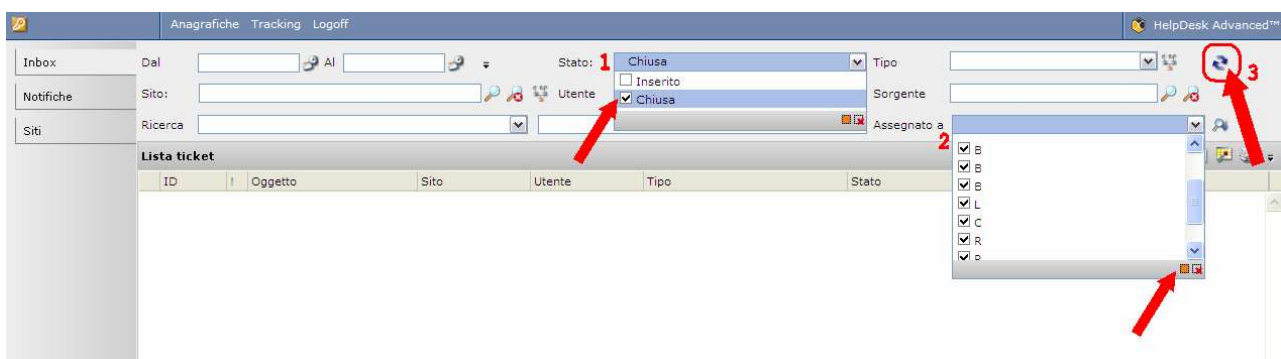 Anagrafiche Tracking Logoff HelpDesk Advanced™
Inbox
Notifiche
Siti
Dal Al Stato: 1 Chiusa Tipo
Inserito
Chiusa
3
Sito: Utente Sorgente
Ricerca Assegnato a
2
B
B
B
L
C
R
Lista ticket
ID ! Oggetto Sito Utente Tipo Stato